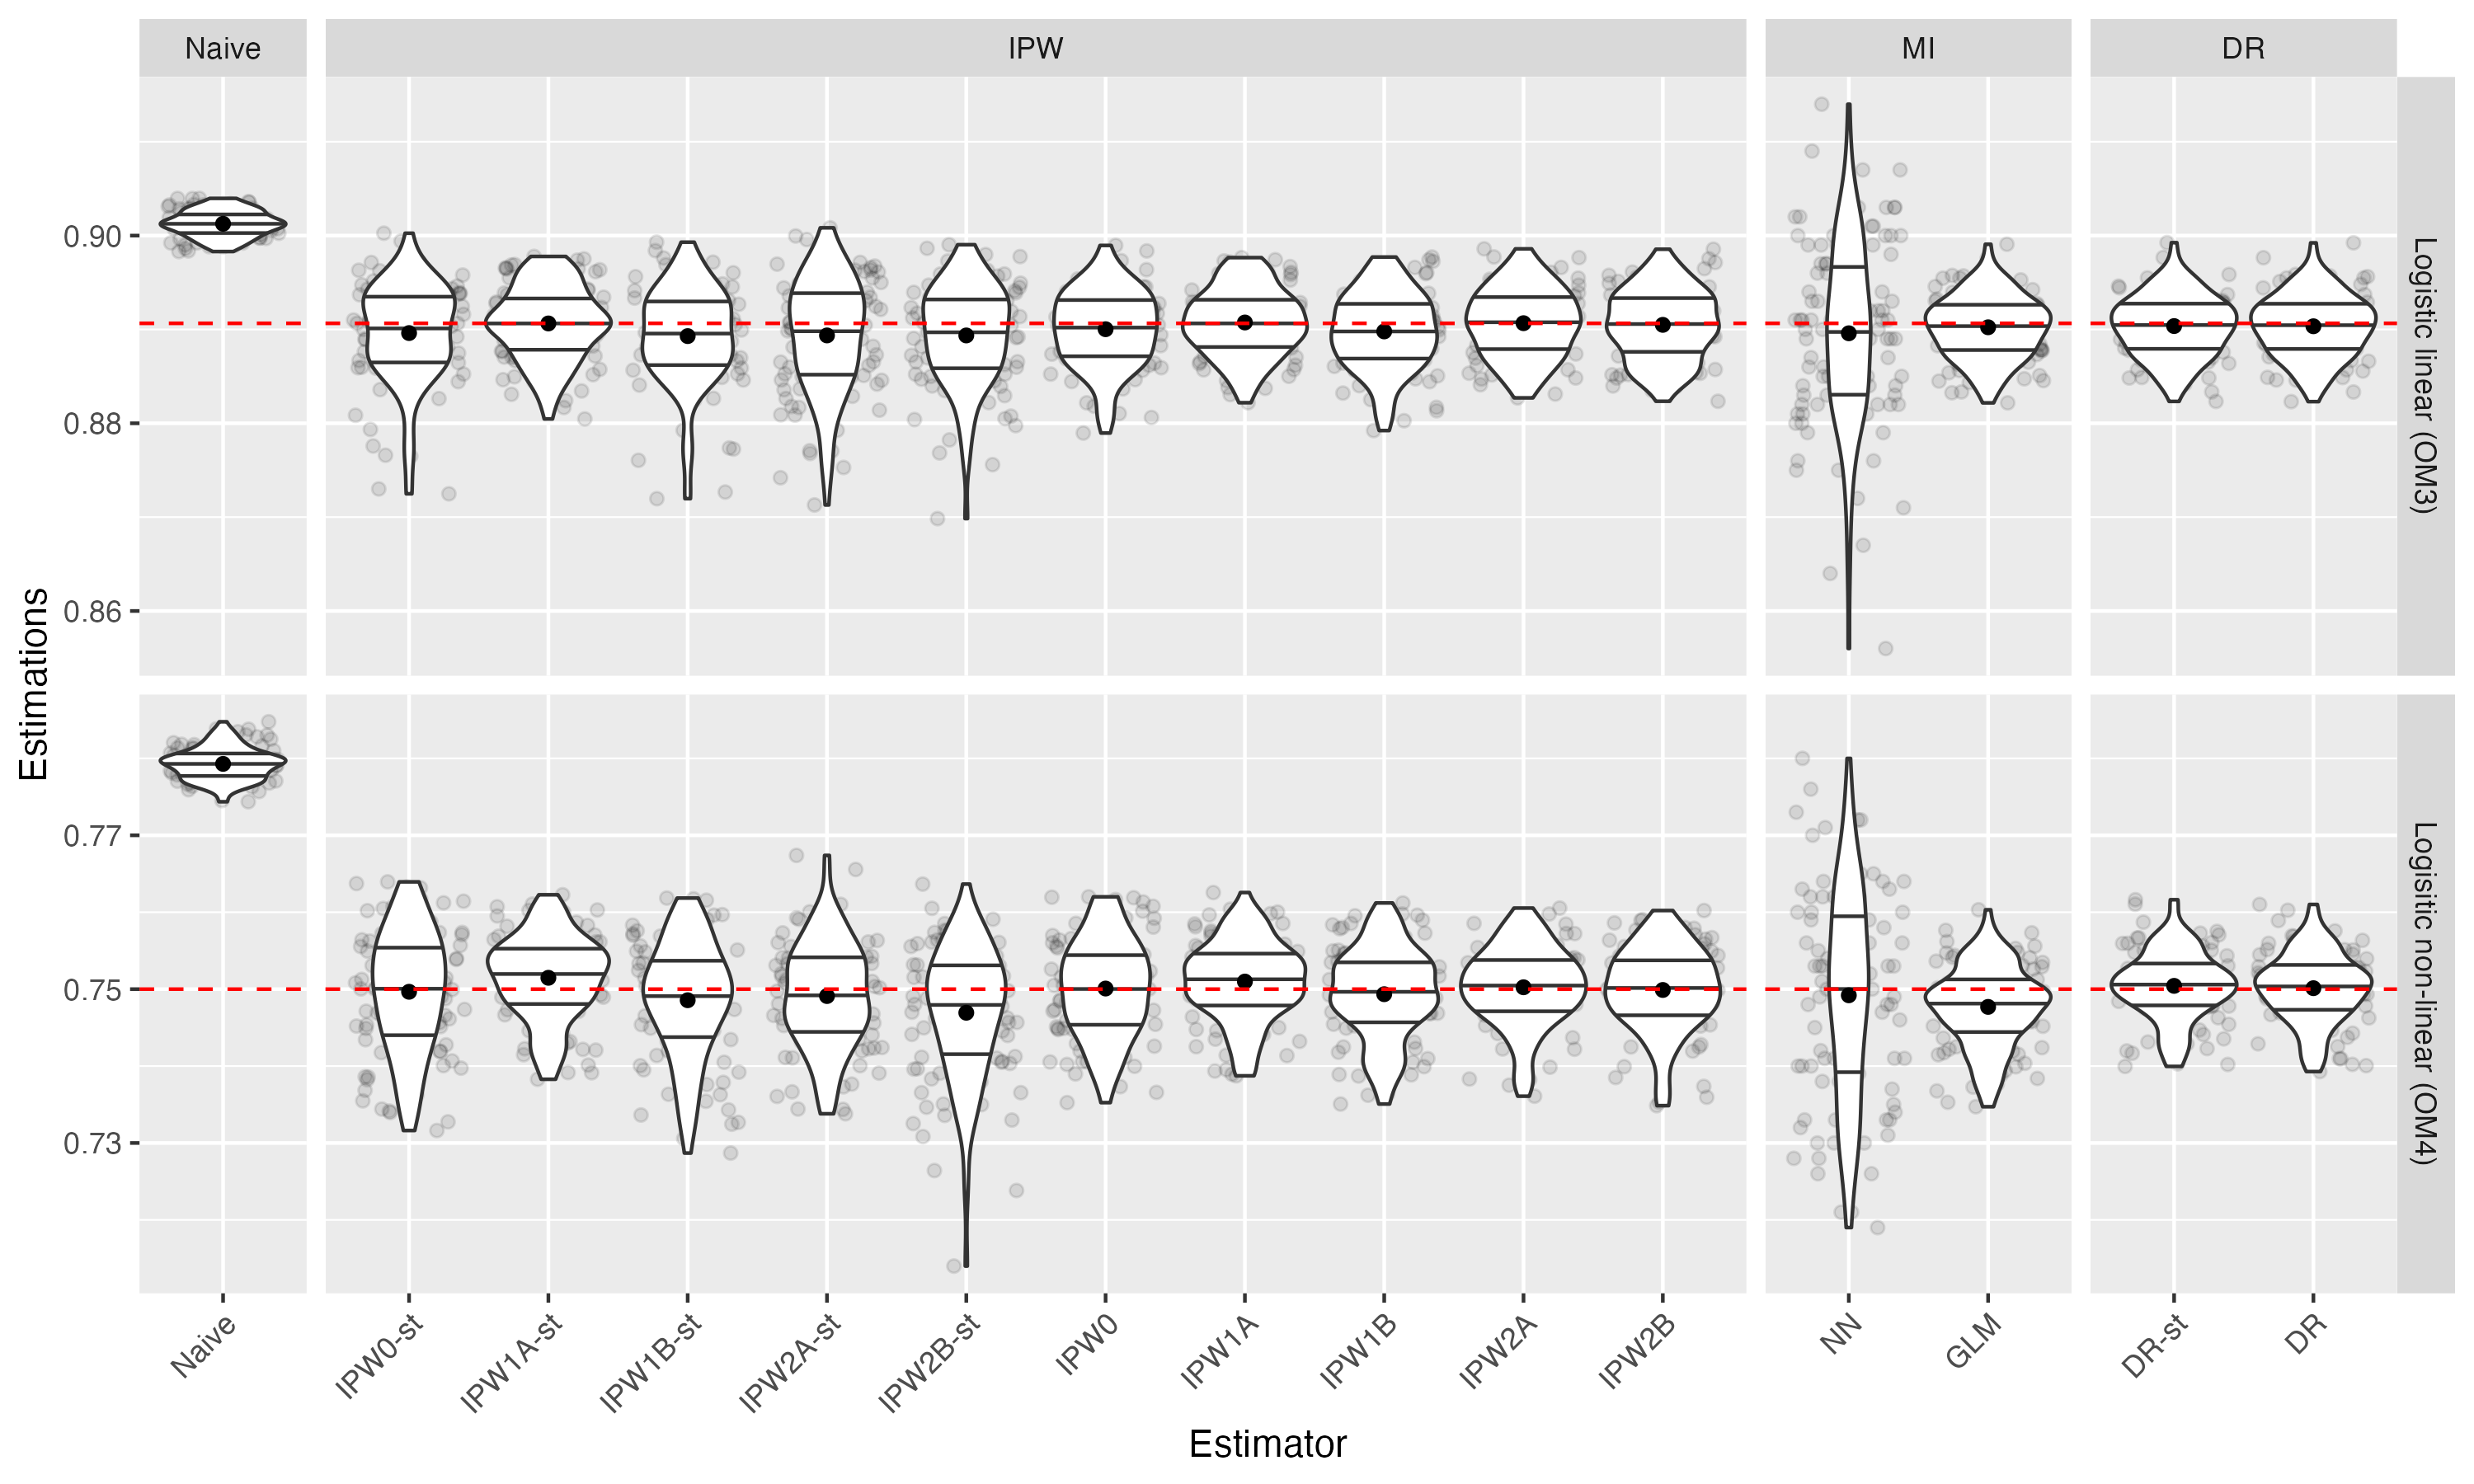 Naive IPW MI DR
0.90
0.88
0.86
Logistic linear (OM3)
Estimations
0.77
0.75
0.73
Logisitic non-linear (OM4)
Naive IPW0-st IPW1A-st IPW1B-st IPW2A-st IPW2B-st IPW0 IPW1A IPW1B IPW2A IPW2B NN GLM DR-st DR
Estimator